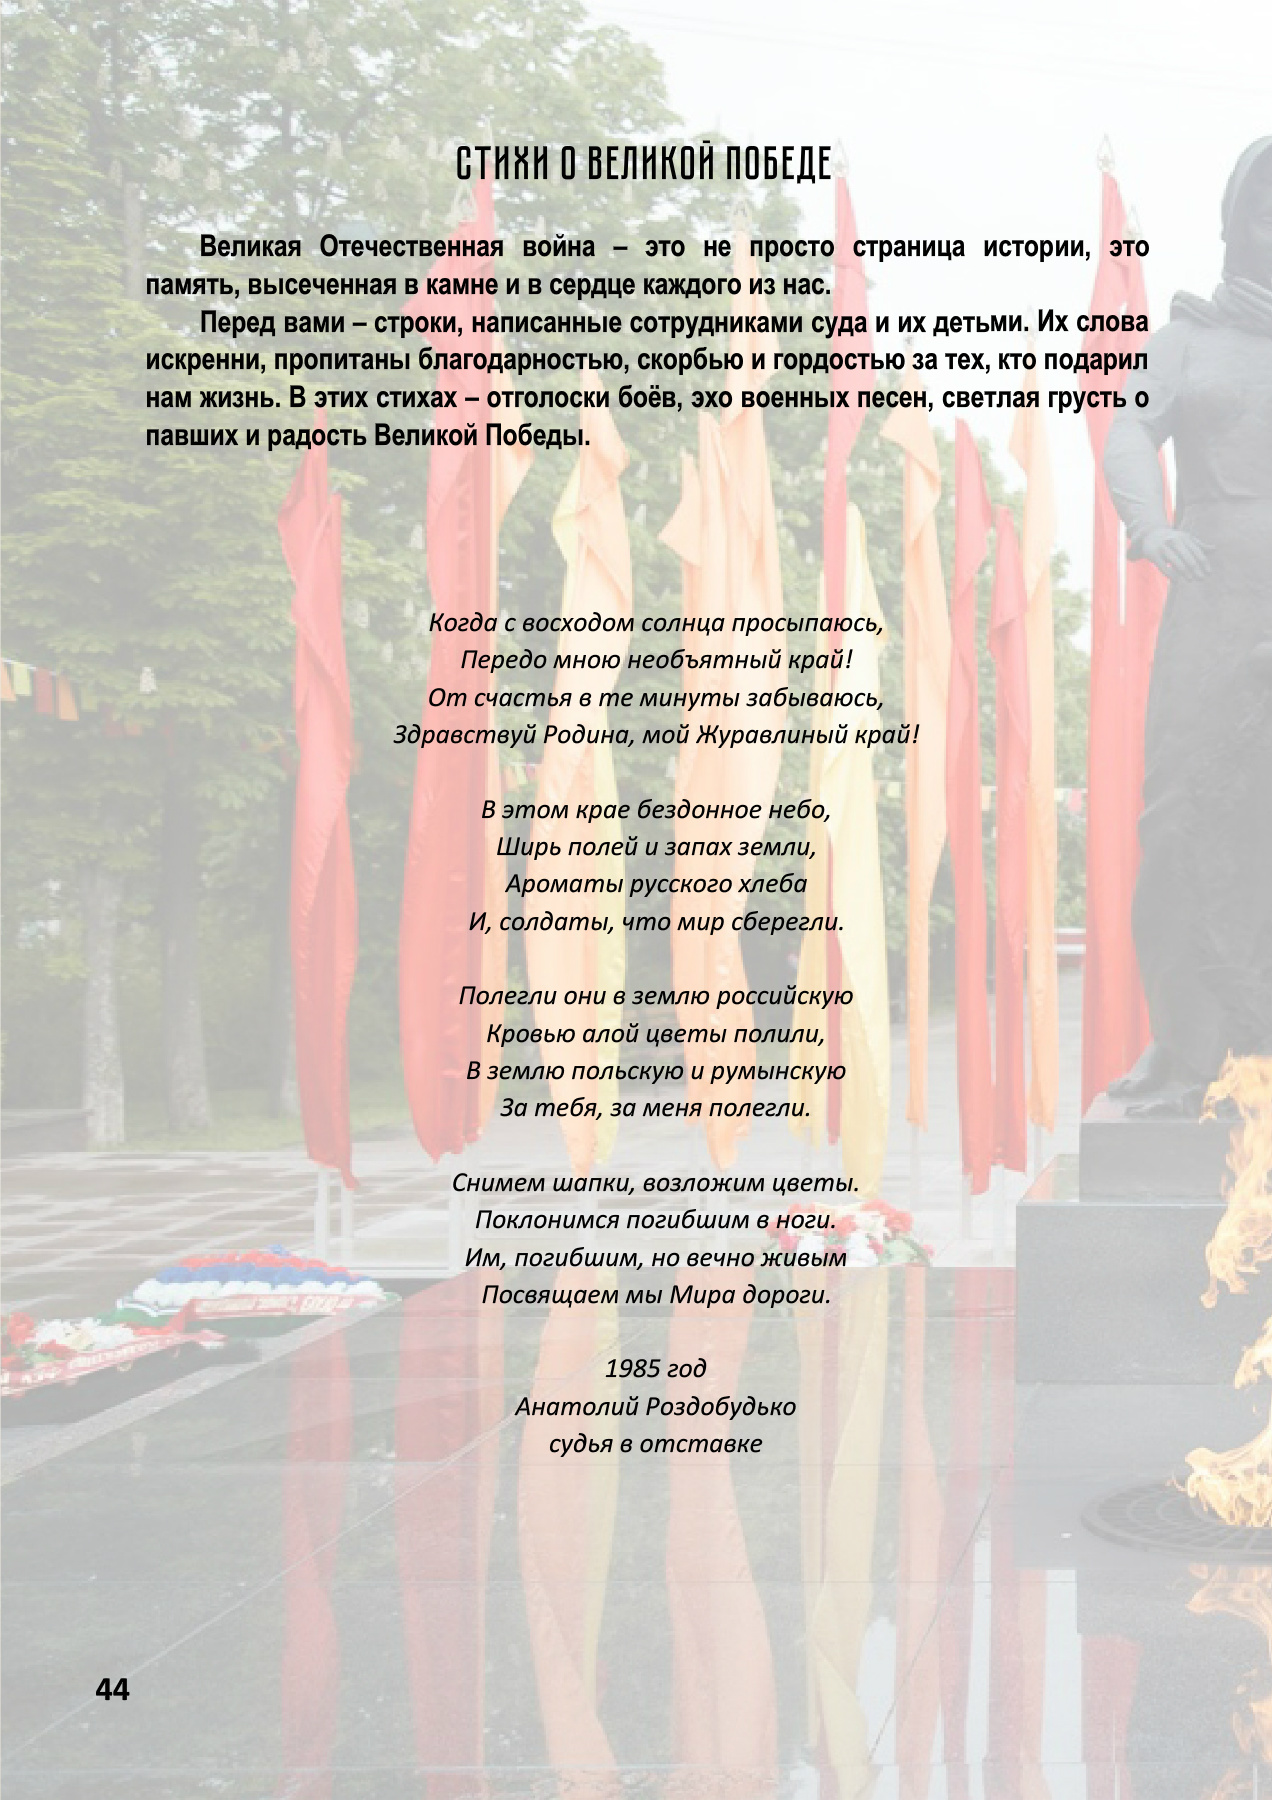 СТИХИ О ВЕЛИКОЙ ПОБЕДЕ
Великая Отечественная война – это не просто страница истории, это
память, высеченная в камне и в сердце каждого из нас.
Перед вами – строки, написанные сотрудниками суда и их детьми. Их слова
искренни, пропитаны благодарностью, скорбью и гордостью за тех, кто подарил
нам жизнь. В этих стихах – отголоски боёв, эхо военных песен, светлая грусть о
павших и радость Великой Победы.
Когда с восходом солнца просыпаюсь,
Передо мною необъятный край!
От счастья в те минуты забываюсь,
Здравствуй Родина, мой Журавлиный край!
В этом крае бездонное небо,
Ширь полей и запах земли,
Ароматы русского хлеба
И, солдаты, что мир сберегли.
Полегли они в землю российскую
Кровью алой цветы полили,
В землю польскую и румынскую
За тебя, за меня полегли.
Снимем шапки, возложим цветы.
Поклонимся погибшим в ноги.
Им, погибшим, но вечно живым
Посвящаем мы Мира дороги.
1985 год
Анатолий Роздобудько
судья в отставке
44